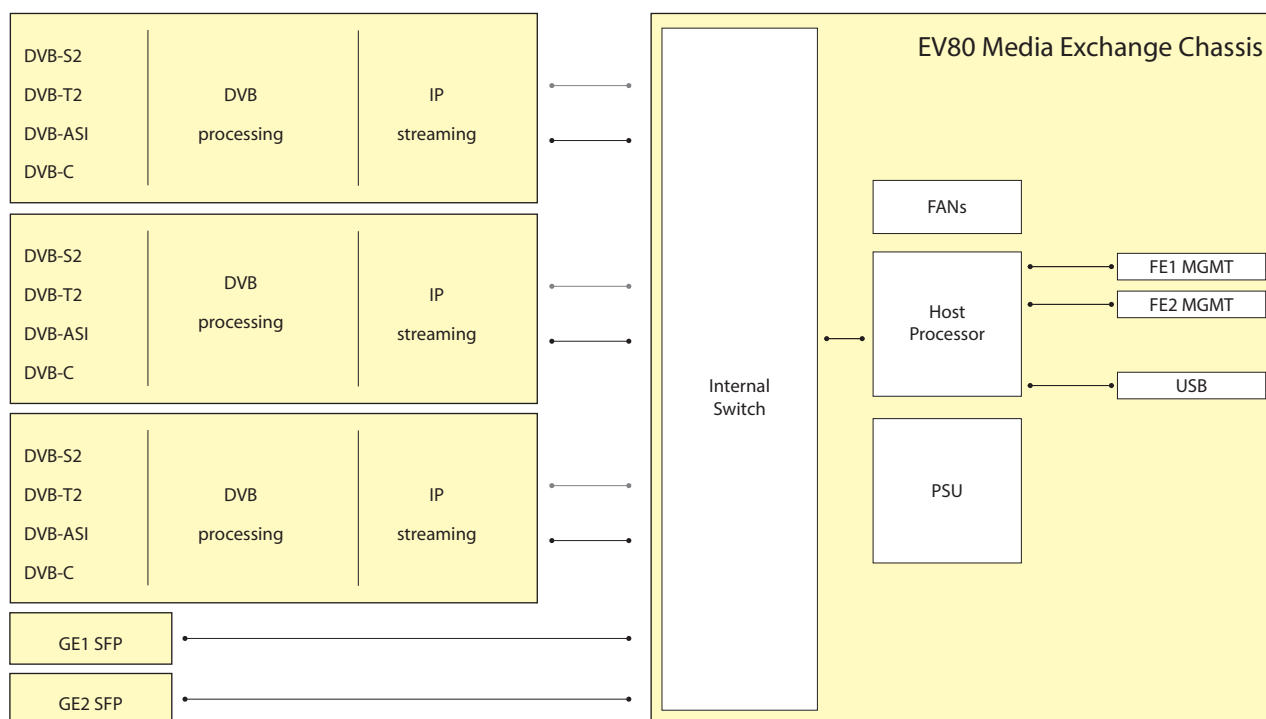 EV80 Media Exchange Chassis
DVB-S2
DVB-T2
DVB-ASI
DVB-C
DVB
processing
IP
streaming
DVB-S2
DVB-T2
DVB-ASI
DVB-C
DVB
processing
IP
streaming
DVB-S2
DVB-T2
DVB-ASI
DVB-C
DVB
processing
IP
streaming
GE1 SFP
GE2 SFP
Internal
Switch
FANs
Host
Processor
PSU
FE1 MGMT
FE2 MGMT
USB